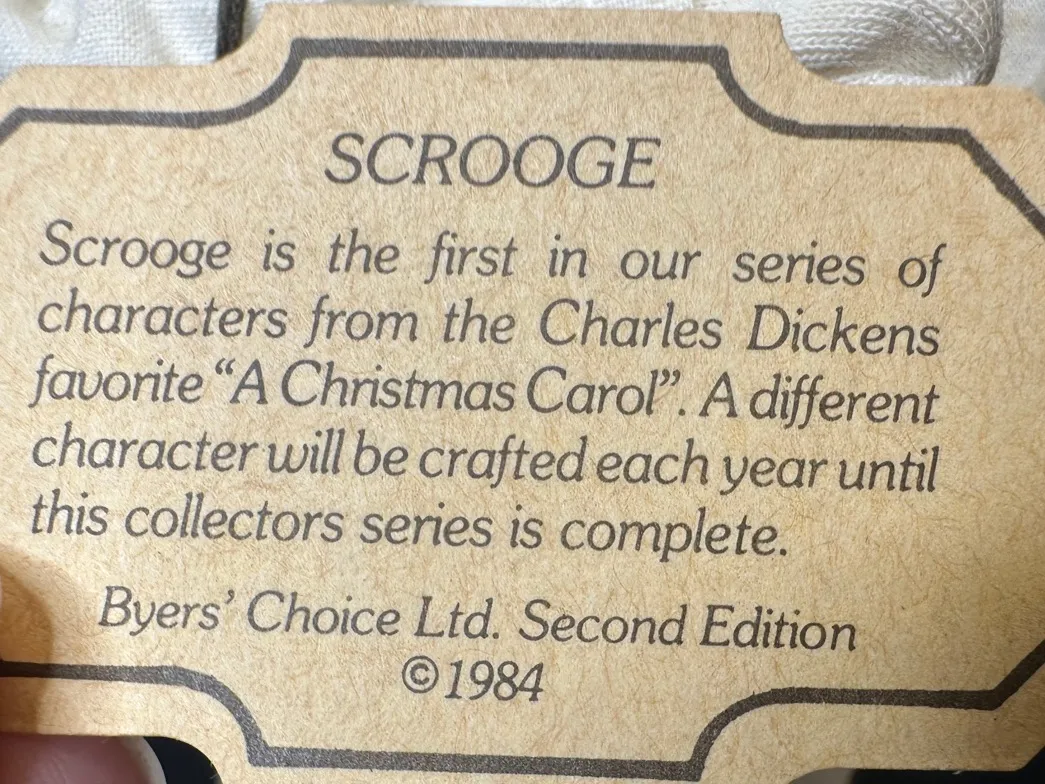 SCROOGE
Scrooge is the first in our series of
characters from the Charles Dickens
favorite “A Christmas Carol”. A different
character will be crafted each year until
this collectors series is complete.
Byers’ Choice Ltd. Second Edition
©1984